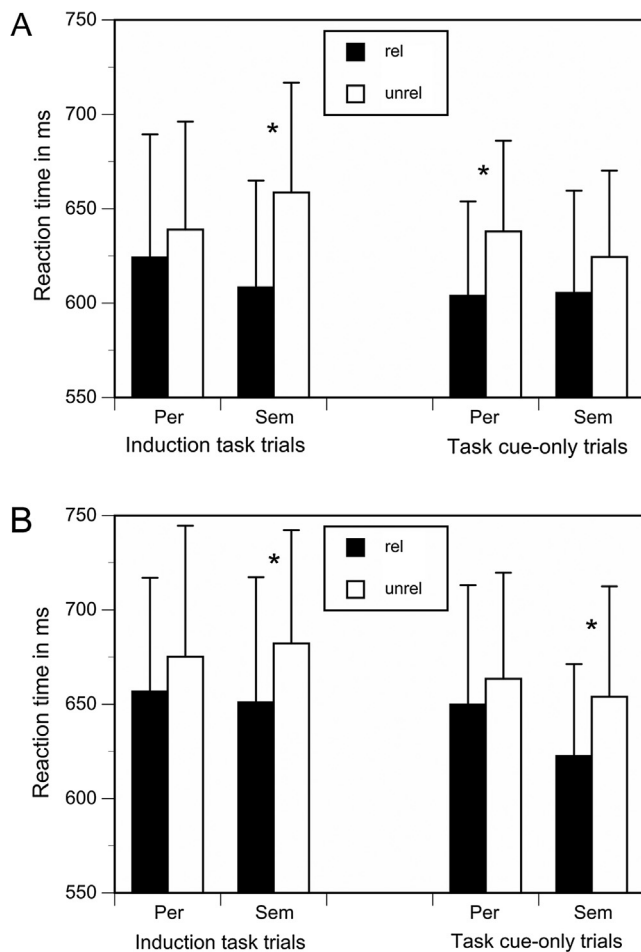 A
750
700
650
600
550
Reaction time in ms
rel
unrel
*
*
Per Sem Per Sem
Induction task trials Task cue-only trials
B
750
700
650
600
550
Reaction time in ms
rel
unrel
*
*
Per Sem Per Sem
Induction task trials Task cue-only trials